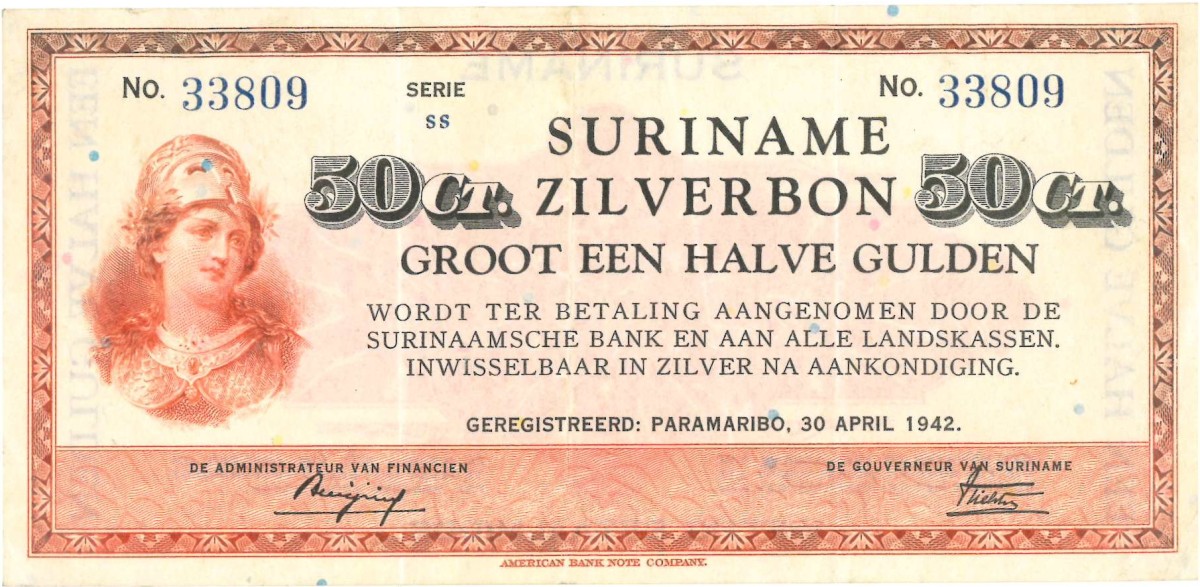 No. 33809 SERIE No. 33809
SS
SURINAME
50 CT. ZILVERBON 50 CT.
GROOT EEN HALVE GULDEN
WORDT TER BETALING AANGENOMEN DOOR DE
SURINAAMSCHE BANK EN AAN ALLE LANDSKASSEN.
INWISSELBAAR IN ZILVER NA AANKONDIGING.
GEREGISTREERD: PARAMARIBO, 30 APRIL 1942.
DE ADMINISTRATEUR VAN FINANCIEN DE GOUVERNEUR VAN SURINAME
AMERICAN BANK NOTE COMPANY.